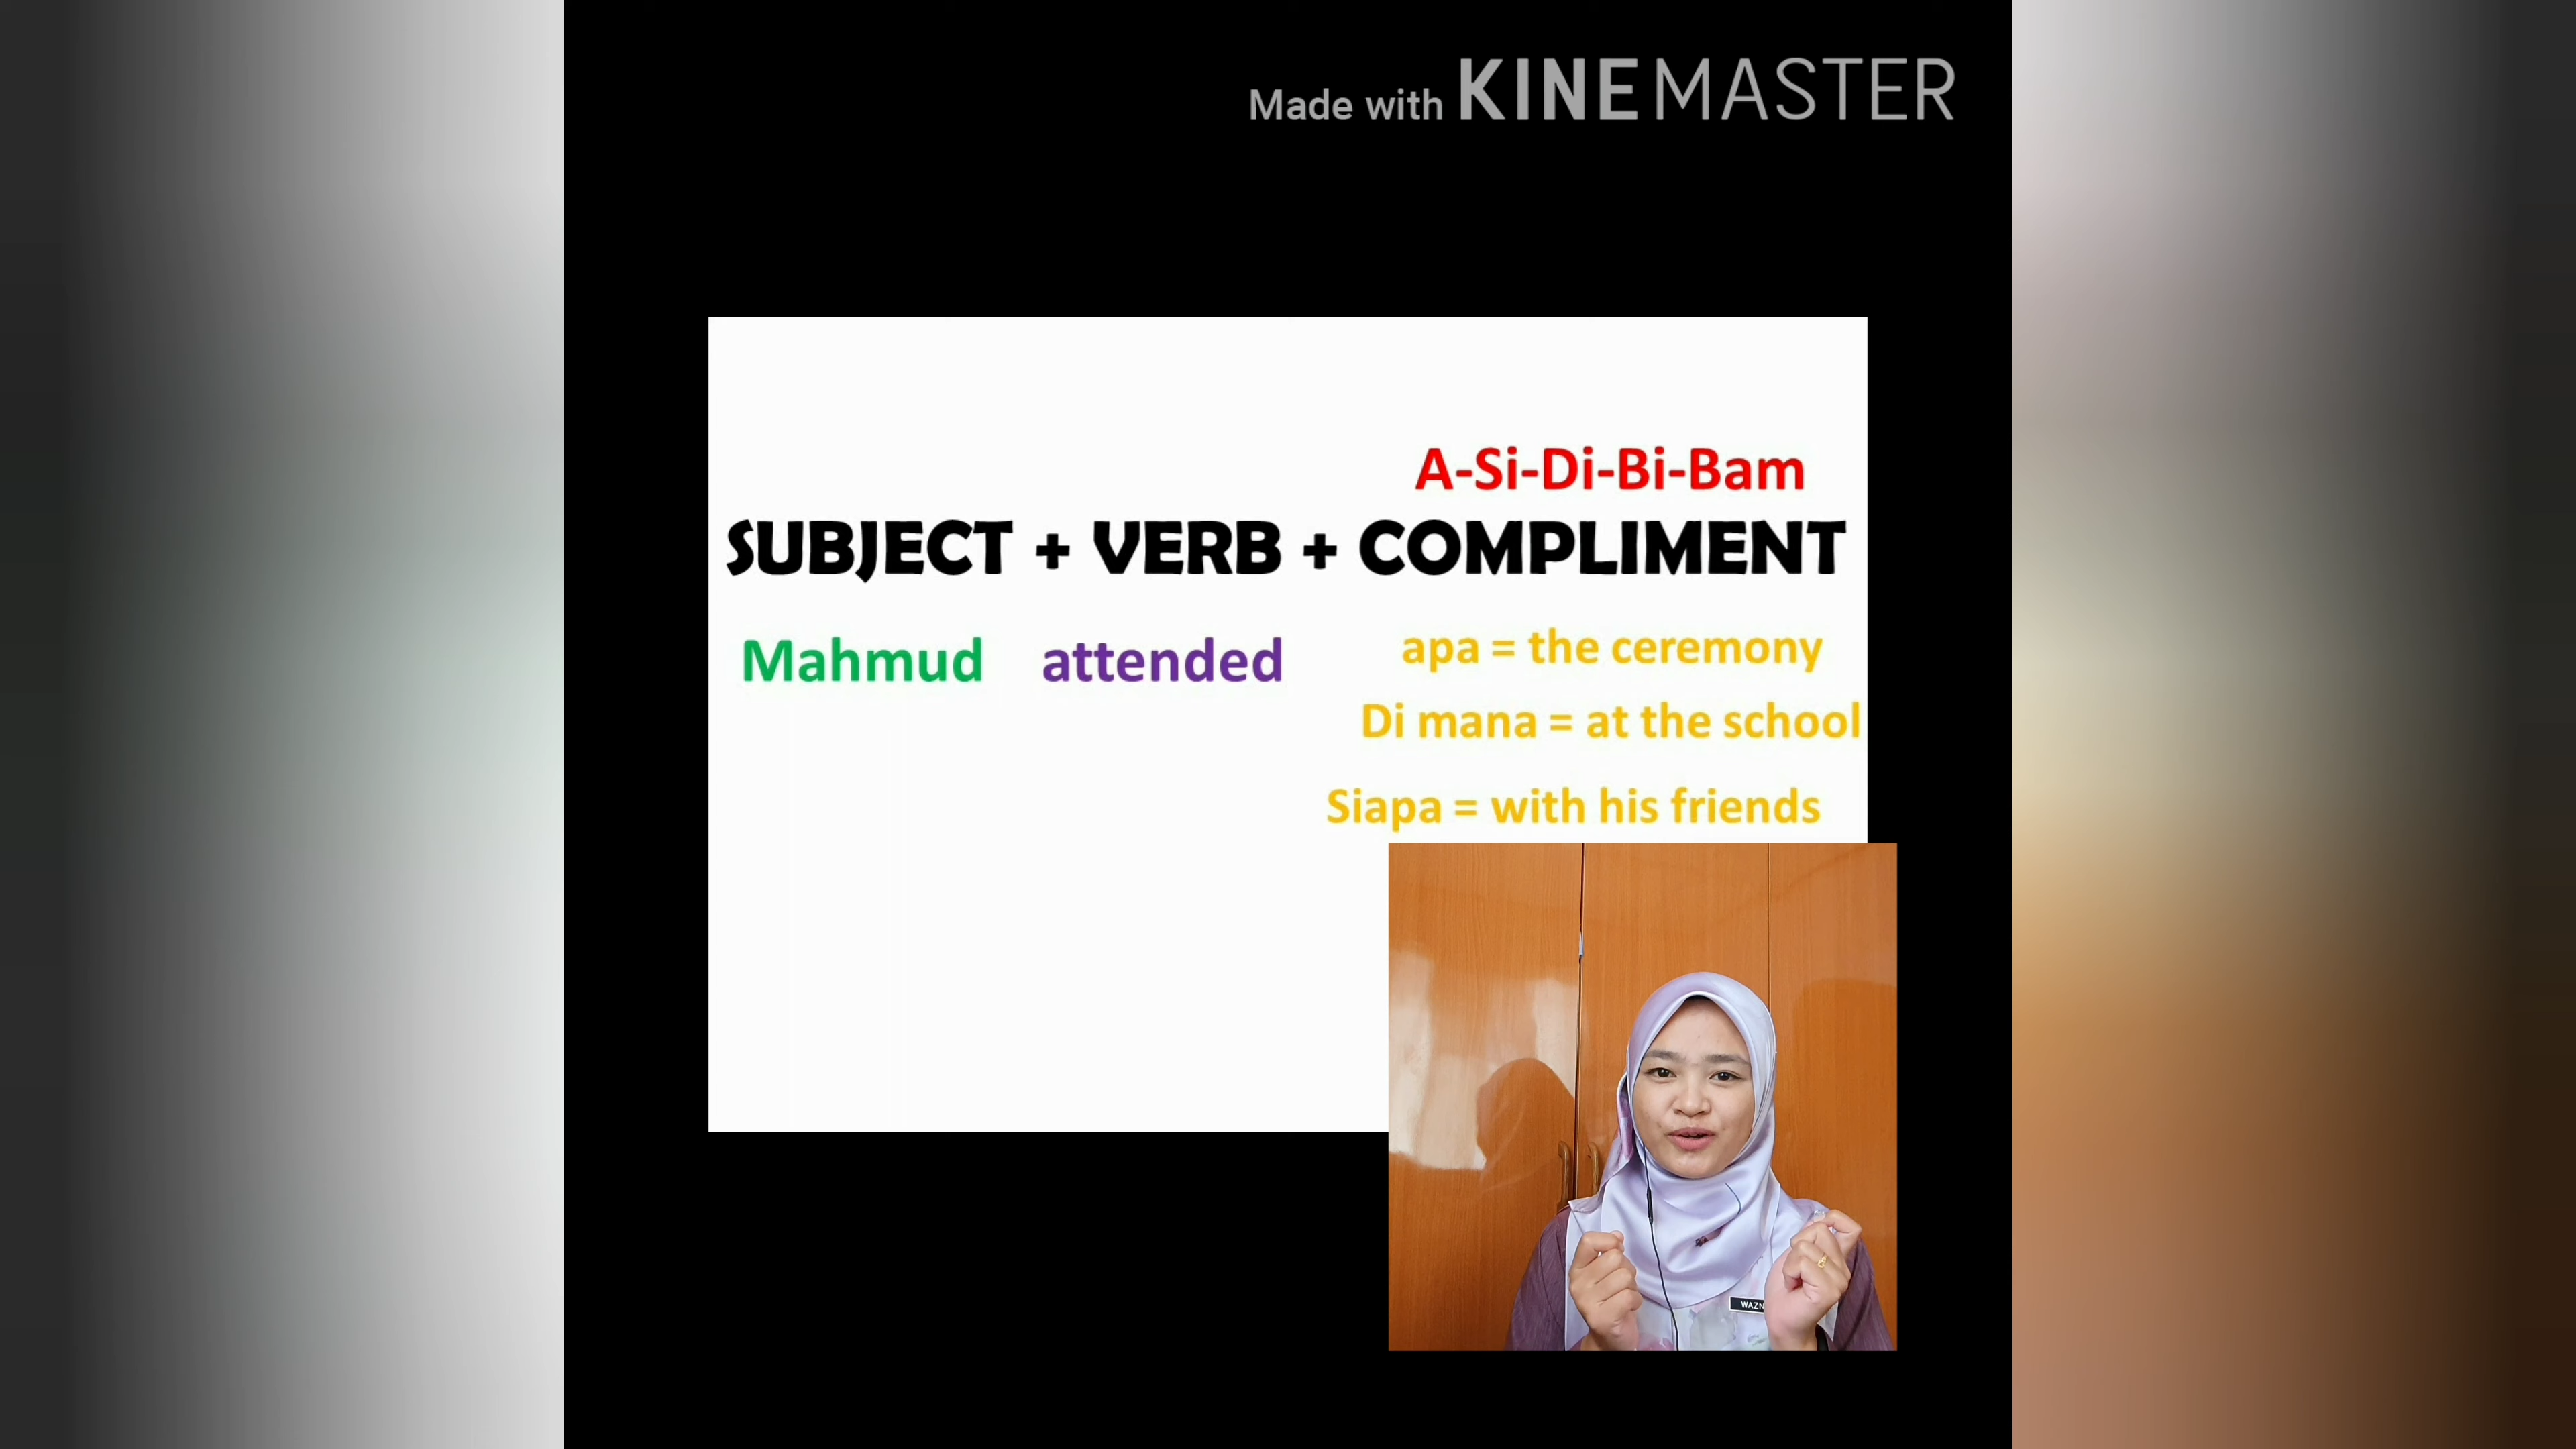 Made with KINEMASTER
A-Si-Di-Bi-Bam
SUBJECT + VERB + COMPLIMENT
Mahmud attended apa = the ceremony
Di mana = at the school
Siapa = with his friends